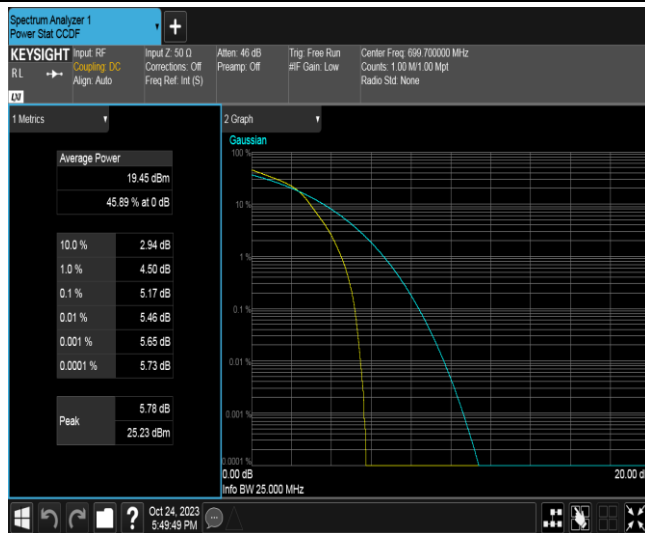 Spectrum Analyzer 1
Power Stat CCDF
+
KEYSIGHT
RL
Input: RF
Coupling: DC
Align: Auto
Input Z: 50 Ω
Corrections: Off
Freq Ref: Int (S)
Atten: 46 dB
Preamp: Off
Trig: Free Run
#IF Gain: Low
Center Freq: 699.700000 MHz
Counts: 1.00 M/1.00 Mpt
Radio Std: None
1 Metrics
Average Power
19.45 dBm
45.89 % at 0 dB
10.0 % 2.94 dB
1.0 % 4.50 dB
0.1 % 5.17 dB
0.01 % 5.46 dB
0.001 % 5.65 dB
0.0001 % 5.73 dB
Peak
5.78 dB
25.23 dBm
2 Graph
Gaussian
100 %
10 %
1 %
0.1 %
0.01 %
0.001 %
0.0001 %
0.00 dB
20.00 d
Info BW 25.000 MHz
?
Oct 24, 2023
5:49:49 PM